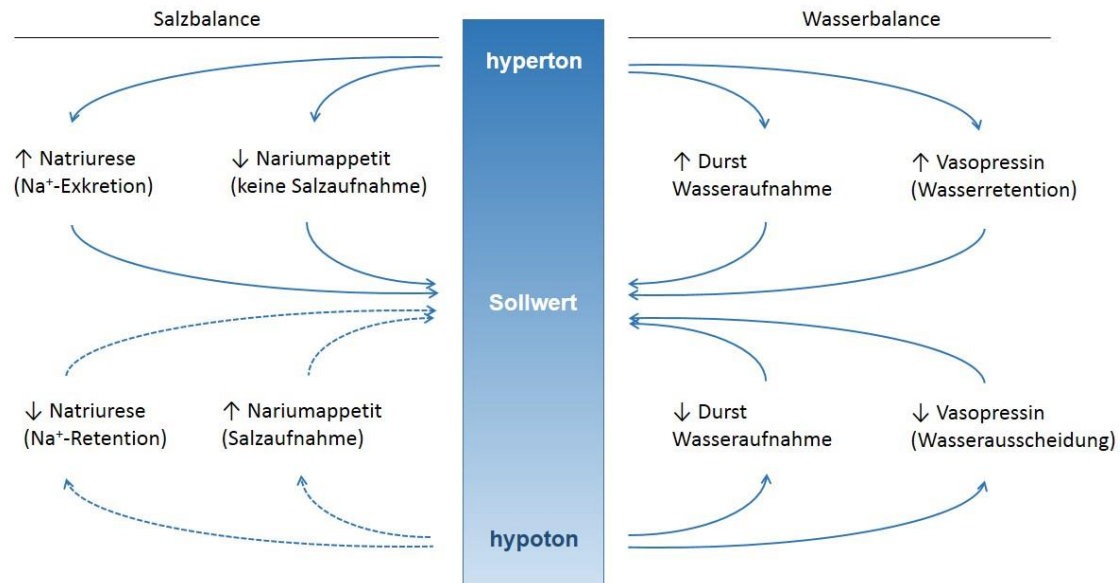 Salzbalance
Wasserbalance
hyperton
↑ Natriurese
(Na⁺-Exkretion)
↓ Nariumappetit
(keine Salzaufnahme)
↑ Durst
Wasseraufnahme
↑ Vasopressin
(Wasserretention)
Sollwert
↓ Natriurese
(Na⁺-Retention)
↑ Nariumappetit
(Salzaufnahme)
↓ Durst
Wasseraufnahme
↓ Vasopressin
(Wasserausscheidung)
hypoton